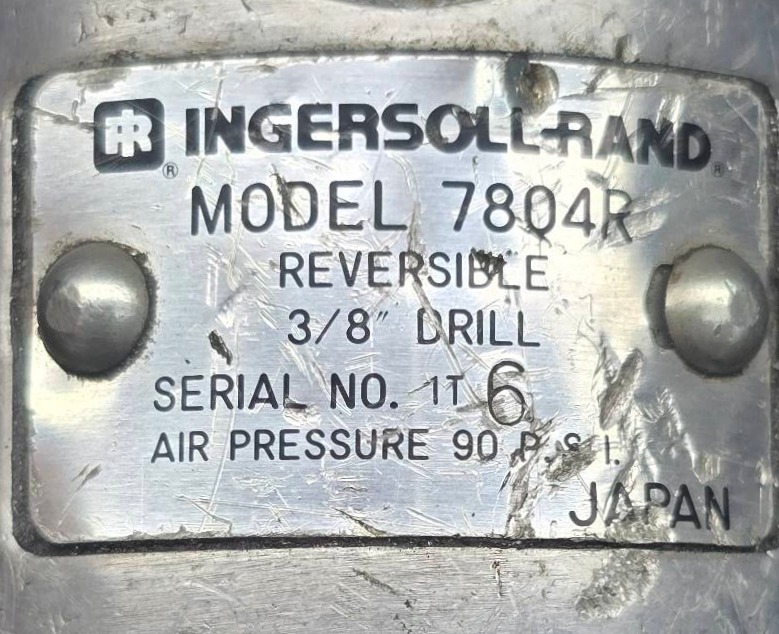 IR® INGERSOLL-RAND®
MODEL 7804R
REVERSIBLE
3/8" DRILL
SERIAL NO. 1T 6
AIR PRESSURE 90 P.S.I.
JAPAN